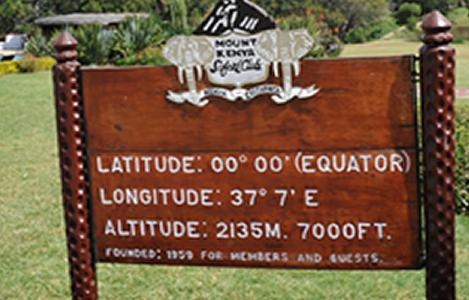 MOUNT
KENYA
Safari Club
LATITUDE: 00° 00' (EQUATOR)
LONGITUDE: 37° 7' E
ALTITUDE: 2135M. 7000FT.
FOUNDED: 1959 FOR MEMBERS AND GUESTS.